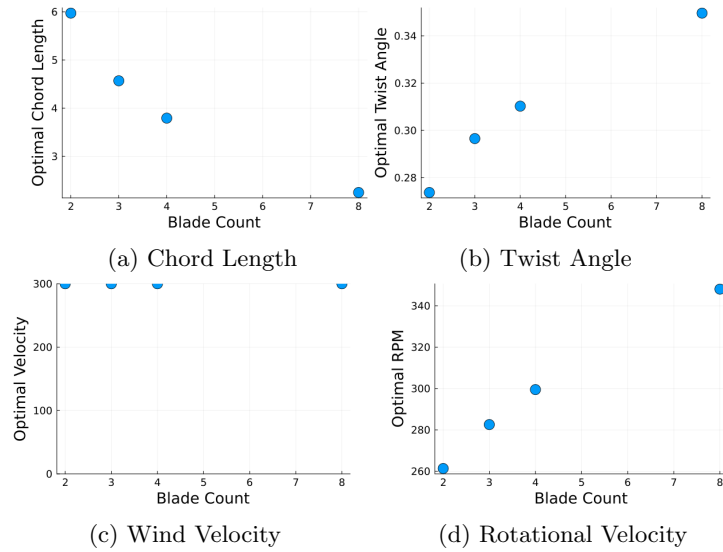 Optimal Chord Length
6
5
4
3
2 3 4 5 6 7 8
Blade Count
(a) Chord Length
Optimal Twist Angle
0.34
0.32
0.30
0.28
2 3 4 5 6 7 8
Blade Count
(b) Twist Angle
Optimal Velocity
300
200
100
0
2 3 4 5 6 7 8
Blade Count
(c) Wind Velocity
Optimal RPM
340
320
300
280
260
2 3 4 5 6 7 8
Blade Count
(d) Rotational Velocity